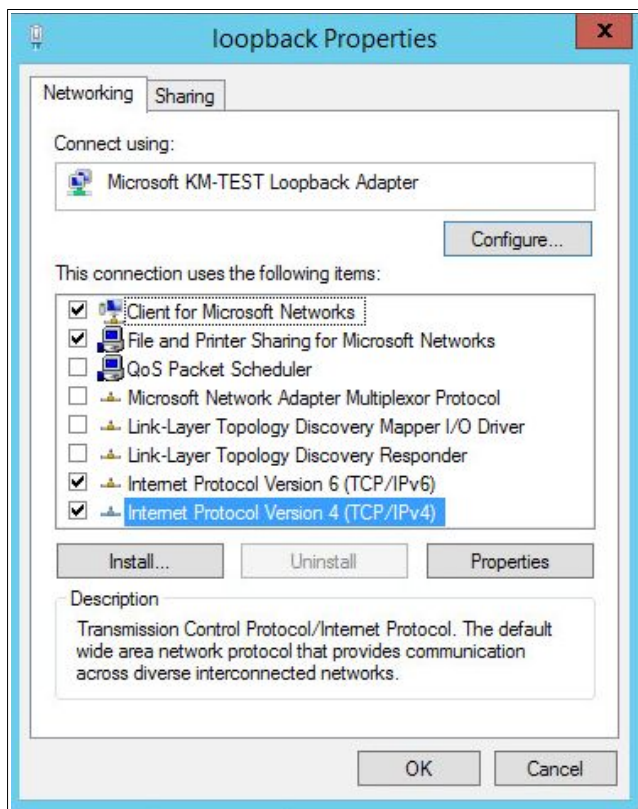 loopback Properties
x
Networking
Sharing
Connect using:
Microsoft KM-TEST Loopback Adapter
Configure...
This connection uses the following items:
Client for Microsoft Networks
File and Printer Sharing for Microsoft Networks
QoS Packet Scheduler
Microsoft Network Adapter Multiplexor Protocol
Link-Layer Topology Discovery Mapper I/O Driver
Link-Layer Topology Discovery Responder
Internet Protocol Version 6 (TCP/IPv6)
Internet Protocol Version 4 (TCP/IPv4)
Install...
Uninstall
Properties
Description
Transmission Control Protocol/Internet Protocol. The default
wide area network protocol that provides communication
across diverse interconnected networks.
OK
Cancel